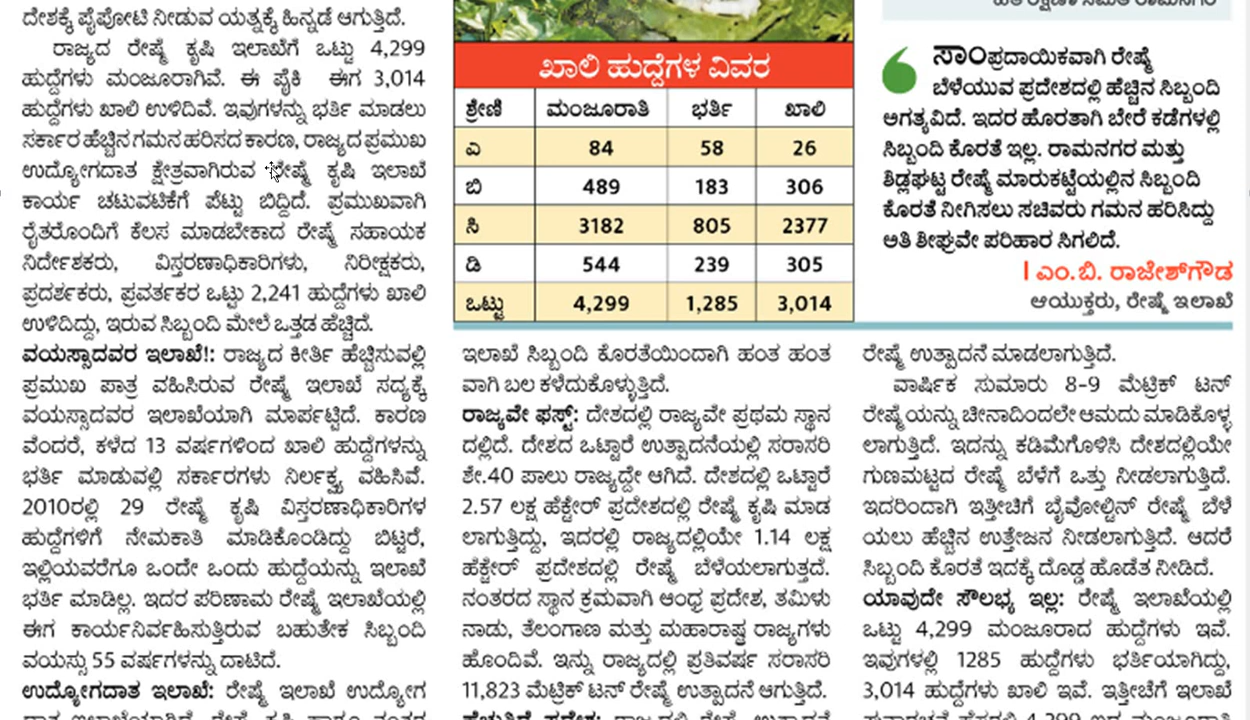 ದೇಶಕ್ಕೆ ಪೈಪೋಟಿ ನೀಡುವ ಯತ್ನಕ್ಕೆ ಹಿನ್ನಡೆ ಆಗುತ್ತಿದೆ.
ರಾಜ್ಯದ ರೇಷ್ಮೆ ಕೃಷಿ ಇಲಾಖೆಗೆ ಒಟ್ಟು 4,299
ಹುದ್ದೆಗಳು ಮಂಜೂರಾಗಿವೆ. ಈ ಪೈಕಿ ಈಗ 3,014
ಹುದ್ದೆಗಳು ಖಾಲಿ ಉಳಿದಿವೆ. ಇವುಗಳನ್ನು ಭರ್ತಿ ಮಾಡಲು
ಸರ್ಕಾರ ಹೆಚ್ಚಿನ ಗಮನ ಹರಿಸದ ಕಾರಣ, ರಾಜ್ಯದ ಪ್ರಮುಖ
ಉದ್ಯೋಗದಾತ ಕ್ಷೇತ್ರವಾಗಿರುವ ರೇಷ್ಮೆ ಕೃಷಿ ಇಲಾಖೆ
ಕಾರ್ಯ ಚಟುವಟಿಕೆಗೆ ಪೆಟ್ಟು ಬಿದ್ದಿದೆ. ಪ್ರಮುಖವಾಗಿ
ರೈತರೊಂದಿಗೆ ಕೆಲಸ ಮಾಡಬೇಕಾದ ರೇಷ್ಮೆ ಸಹಾಯಕ
ನಿರ್ದೇಶಕರು, ವಿಸ್ತರಣಾಧಿಕಾರಿಗಳು, ನಿರೀಕ್ಷಕರು,
ಪ್ರದರ್ಶಕರು, ಪ್ರವರ್ತಕರ ಒಟ್ಟು 2,241 ಹುದ್ದೆಗಳು ಖಾಲಿ
ಉಳಿದಿದ್ದು, ಇರುವ ಸಿಬ್ಬಂದಿ ಮೇಲೆ ಒತ್ತಡ ಹೆಚ್ಚಿದೆ.
ವಯಸ್ಸಾದವರ ಇಲಾಖೆ!: ರಾಜ್ಯದ ಕೀರ್ತಿ ಹೆಚ್ಚಿಸುವಲ್ಲಿ
ಪ್ರಮುಖ ಪಾತ್ರ ವಹಿಸಿರುವ ರೇಷ್ಮೆ ಇಲಾಖೆ ಸದ್ಯಕ್ಕೆ
ವಯಸ್ಸಾದವರ ಇಲಾಖೆಯಾಗಿ ಮಾರ್ಪಟ್ಟಿದೆ. ಕಾರಣ
ವೆಂದರೆ, ಕಳೆದ 13 ವರ್ಷಗಳಿಂದ ಖಾಲಿ ಹುದ್ದೆಗಳನ್ನು
ಭರ್ತಿ ಮಾಡುವಲ್ಲಿ ಸರ್ಕಾರಗಳು ನಿರ್ಲಕ್ಷ್ಯ ವಹಿಸಿವೆ.
2010ರಲ್ಲಿ 29 ರೇಷ್ಮೆ ಕೃಷಿ ವಿಸ್ತರಣಾಧಿಕಾರಿಗಳ
ಹುದ್ದೆಗಳಿಗೆ ನೇಮಕಾತಿ ಮಾಡಿಕೊಂಡಿದ್ದು ಬಿಟ್ಟರೆ,
ಇಲ್ಲಿಯವರೆಗೂ ಒಂದೇ ಒಂದು ಹುದ್ದೆಯನ್ನು ಇಲಾಖೆ
ಭರ್ತಿ ಮಾಡಿಲ್ಲ. ಇದರ ಪರಿಣಾಮ ರೇಷ್ಮೆ ಇಲಾಖೆಯಲ್ಲಿ
ಈಗ ಕಾರ್ಯನಿರ್ವಹಿಸುತ್ತಿರುವ ಬಹುತೇಕ ಸಿಬ್ಬಂದಿ
ವಯಸ್ಸು 55 ವರ್ಷಗಳನ್ನು ದಾಟಿದೆ.
ಉದ್ಯೋಗದಾತ ಇಲಾಖೆ: ರೇಷ್ಮೆ ಇಲಾಖೆ ಉದ್ಯೋಗ
ಖಾಲಿ ಹುದ್ದೆಗಳ ವಿವರ
ಶ್ರೇಣಿ ಮಂಜೂರಾತಿ ಭರ್ತಿ ಖಾಲಿ
ಎ 84 58 26
ಬಿ 489 183 306
ಸಿ 3182 805 2377
ಡಿ 544 239 305
ಒಟ್ಟು 4,299 1,285 3,014
ಇಲಾಖೆ ಸಿಬ್ಬಂದಿ ಕೊರತೆಯಿಂದಾಗಿ ಹಂತ ಹಂತ
ವಾಗಿ ಬಲ ಕಳೆದುಕೊಳ್ಳುತ್ತಿದೆ.
ರಾಜ್ಯವೇ ಫಸ್ಟ್: ದೇಶದಲ್ಲಿ ರಾಜ್ಯವೇ ಪ್ರಥಮ ಸ್ಥಾನ
ದಲ್ಲಿದೆ. ದೇಶದ ಒಟ್ಟಾರೆ ಉತ್ಪಾದನೆಯಲ್ಲಿ ಸರಾಸರಿ
ಶೇ.40 ಪಾಲು ರಾಜ್ಯದ್ದೇ ಆಗಿದೆ. ದೇಶದಲ್ಲಿ ಒಟ್ಟಾರೆ
2.57 ಲಕ್ಷ ಹೆಕ್ಟೇರ್ ಪ್ರದೇಶದಲ್ಲಿ ರೇಷ್ಮೆ ಕೃಷಿ ಮಾಡ
ಲಾಗುತ್ತಿದ್ದು, ಇದರಲ್ಲಿ ರಾಜ್ಯದಲ್ಲಿಯೇ 1.14 ಲಕ್ಷ
ಹೆಕ್ಟೇರ್ ಪ್ರದೇಶದಲ್ಲಿ ರೇಷ್ಮೆ ಬೆಳೆಯಲಾಗುತ್ತದೆ.
ನಂತರದ ಸ್ಥಾನ ಕ್ರಮವಾಗಿ ಆಂಧ್ರ ಪ್ರದೇಶ, ತಮಿಳು
ನಾಡು, ತೆಲಂಗಾಣ ಮತ್ತು ಮಹಾರಾಷ್ಟ್ರ ರಾಜ್ಯಗಳು
ಹೊಂದಿವೆ. ಇನ್ನು ರಾಜ್ಯದಲ್ಲಿ ಪ್ರತಿವರ್ಷ ಸರಾಸರಿ
11,823 ಮೆಟ್ರಿಕ್ ಟನ್ ರೇಷ್ಮೆ ಉತ್ಪಾದನೆ ಆಗುತ್ತಿದೆ.
ಸಾಂಪ್ರದಾಯಿಕವಾಗಿ ರೇಷ್ಮೆ
ಬೆಳೆಯುವ ಪ್ರದೇಶದಲ್ಲಿ ಹೆಚ್ಚಿನ ಸಿಬ್ಬಂದಿ
ಅಗತ್ಯವಿದೆ. ಇದರ ಹೊರತಾಗಿ ಬೇರೆ ಕಡೆಗಳಲ್ಲಿ
ಸಿಬ್ಬಂದಿ ಕೊರತೆ ಇಲ್ಲ. ರಾಮನಗರ ಮತ್ತು
ಶಿಡ್ಲಘಟ್ಟ ರೇಷ್ಮೆ ಮಾರುಕಟ್ಟೆಯಲ್ಲಿನ ಸಿಬ್ಬಂದಿ
ಕೊರತೆ ನೀಗಿಸಲು ಸಚಿವರು ಗಮನ ಹರಿಸಿದ್ದು
ಅತಿ ಶೀಘ್ರವೇ ಪರಿಹಾರ ಸಿಗಲಿದೆ.
| ಎಂ.ಬಿ. ರಾಜೇಶ್‌ಗೌಡ
ಆಯುಕ್ತರು, ರೇಷ್ಮೆ ಇಲಾಖೆ
ರೇಷ್ಮೆ ಉತ್ಪಾದನೆ ಮಾಡಲಾಗುತ್ತಿದೆ.
ವಾರ್ಷಿಕ ಸುಮಾರು 8-9 ಮೆಟ್ರಿಕ್ ಟನ್
ರೇಷ್ಮೆಯನ್ನು ಚೀನಾದಿಂದಲೇ ಆಮದು ಮಾಡಿಕೊಳ್ಳ
ಲಾಗುತ್ತಿದೆ. ಇದನ್ನು ಕಡಿಮೆಗೊಳಿಸಿ ದೇಶದಲ್ಲಿಯೇ
ಗುಣಮಟ್ಟದ ರೇಷ್ಮೆ ಬೆಳೆಗೆ ಒತ್ತು ನೀಡಲಾಗುತ್ತಿದೆ.
ಇದರಿಂದಾಗಿ ಇತ್ತೀಚಿಗೆ ಬೈವೋಲ್ಟಿನ್ ರೇಷ್ಮೆ ಬೆಳೆ
ಯಲು ಹೆಚ್ಚಿನ ಉತ್ತೇಜನ ನೀಡಲಾಗುತ್ತಿದೆ. ಆದರೆ
ಸಿಬ್ಬಂದಿ ಕೊರತೆ ಇದಕ್ಕೆ ದೊಡ್ಡ ಹೊಡೆತ ನೀಡಿದೆ.
ಯಾವುದೇ ಸೌಲಭ್ಯ ಇಲ್ಲ: ರೇಷ್ಮೆ ಇಲಾಖೆಯಲ್ಲಿ
ಒಟ್ಟು 4,299 ಮಂಜೂರಾದ ಹುದ್ದೆಗಳು ಇವೆ.
ಇವುಗಳಲ್ಲಿ 1285 ಹುದ್ದೆಗಳು ಭರ್ತಿಯಾಗಿದ್ದು,
3,014 ಹುದ್ದೆಗಳು ಖಾಲಿ ಇವೆ. ಇತ್ತೀಚೆಗೆ ಇಲಾಖೆ